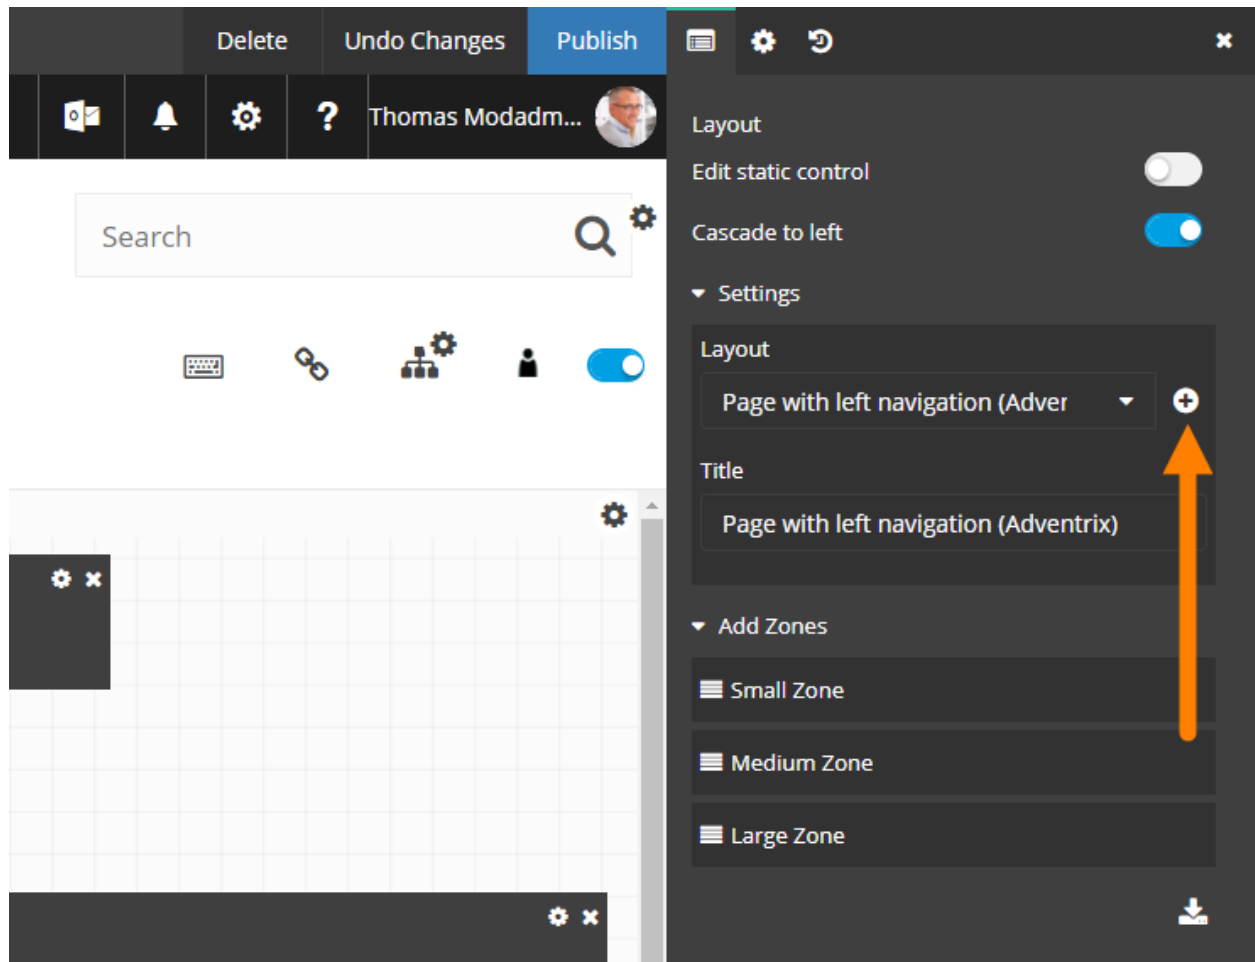 Delete
Undo Changes
Publish
Thomas Modadm...
Search
Layout
Edit static control
Cascade to left
Settings
Layout
Page with left navigation (Adver
Title
Page with left navigation (Adventrix)
Add Zones
Small Zone
Medium Zone
Large Zone